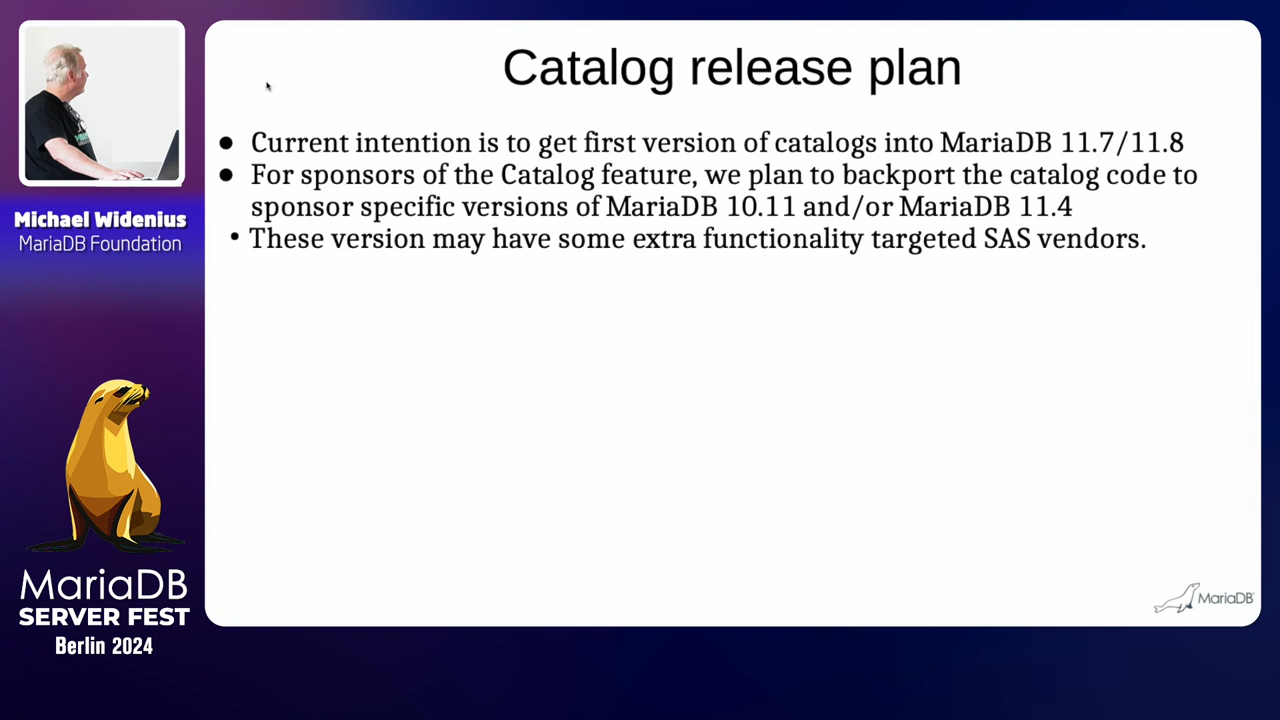 Catalog release plan
● Current intention is to get first version of catalogs into MariaDB 11.7/11.8
● For sponsors of the Catalog feature, we plan to backport the catalog code to
sponsor specific versions of MariaDB 10.11 and/or MariaDB 11.4
• These version may have some extra functionality targeted SAS vendors.
Michael Widenius
MariaDB Foundation
MariaDB
SERVER FEST
Berlin 2024
MariaDB